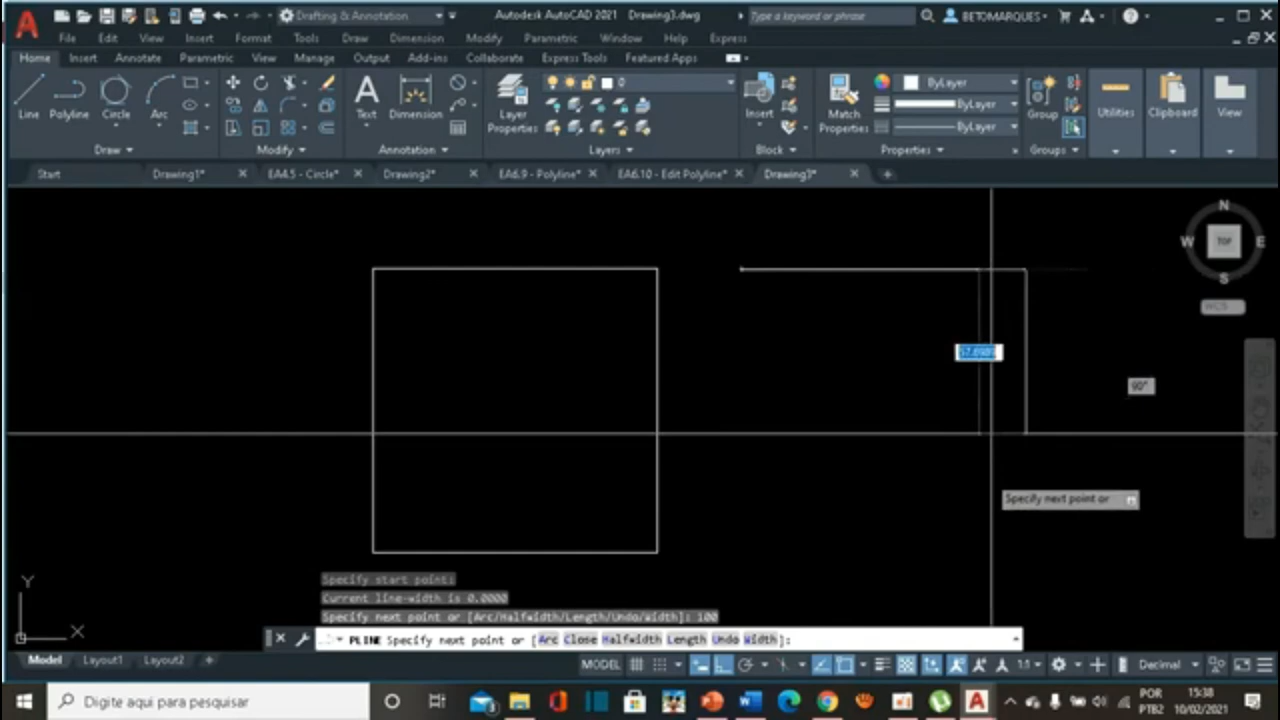 Drafting & Annotation
Autodesk AutoCAD 2021 Drawing3.dwg
Type a keyword or phrase
BETOMARQUES
File Edit View Insert Format Tools Draw Dimension Modify Parametric Window Help Express
Home Insert Annotate Parametric View Manage Output Add-ins Collaborate Express Tools Featured Apps
Line Polyline Circle Arc
Text Dimension
Layer Properties
0
Insert
Match Properties
ByLayer
ByLayer
ByLayer
Group
Utilities
Clipboard
View
Draw Modify Annotation Layers Block Properties Groups
Start Drawing1* EA4.5 - Circle* Drawing2* EA6.9 - Polyline* EA6.10 - Edit Polyline* Drawing3*
N
W TOP E
S
WCS
90°
Specify next point or
Y
X
Specify start point:
Current line-width is 0.0000
Specify next point or [Arc/Halfwidth/Length/Undo/Width]: 100
PLINE Specify next point or [Arc Close Halfwidth Length Undo Width]:
Model Layout1 Layout2 +
MODEL
1:1
Decimal
Digite aqui para pesquisar
POR
PTB2
15:38
10/02/2021